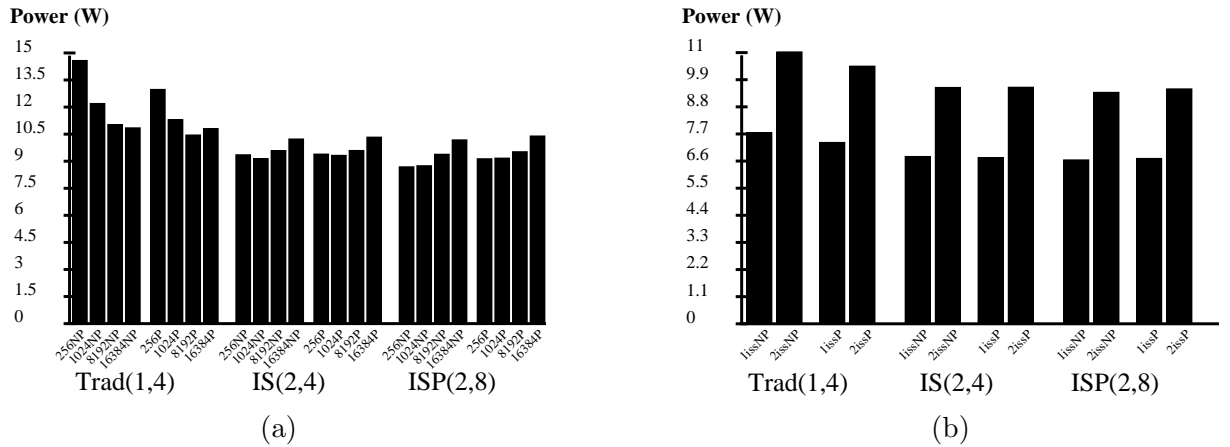 Power (W)
15
13.5
12
10.5
9
7.5
6
4.5
3
1.5
0
256NP
1024NP
8192NP
16384NP
256P
1024P
8192P
16384P
256NP
1024NP
8192NP
16384NP
256P
1024P
8192P
16384P
256NP
1024NP
8192NP
16384NP
256P
1024P
8192P
16384P
Trad(1,4) IS(2,4) ISP(2,8)
(a)
Power (W)
11
9.9
8.8
7.7
6.6
5.5
4.4
3.3
2.2
1.1
0
1issNP
2issNP
1issP
2issP
1issNP
2issNP
1issP
2issP
1issNP
2issNP
1issP
2issP
Trad(1,4) IS(2,4) ISP(2,8)
(b)